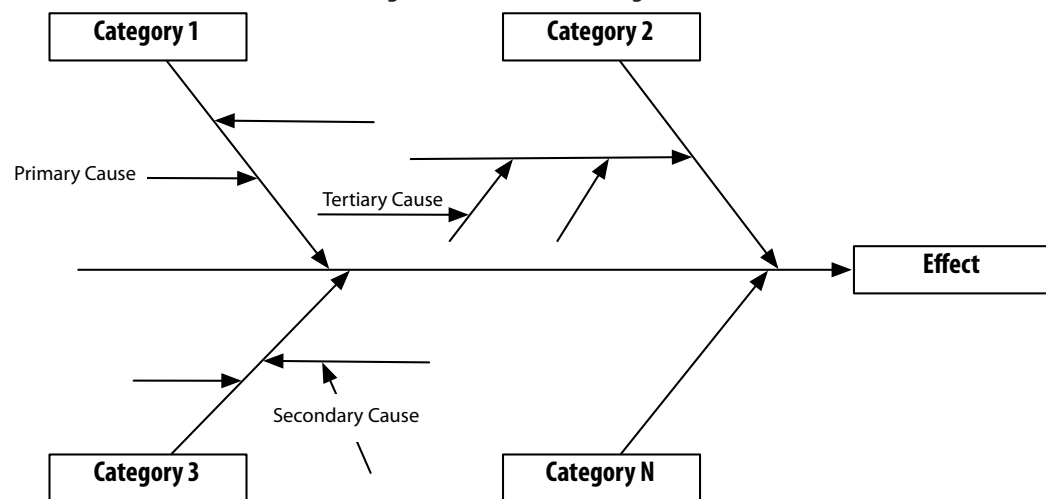 Category 1
Category 2
Primary Cause
Tertiary Cause
Effect
Secondary Cause
Category 3
Category N